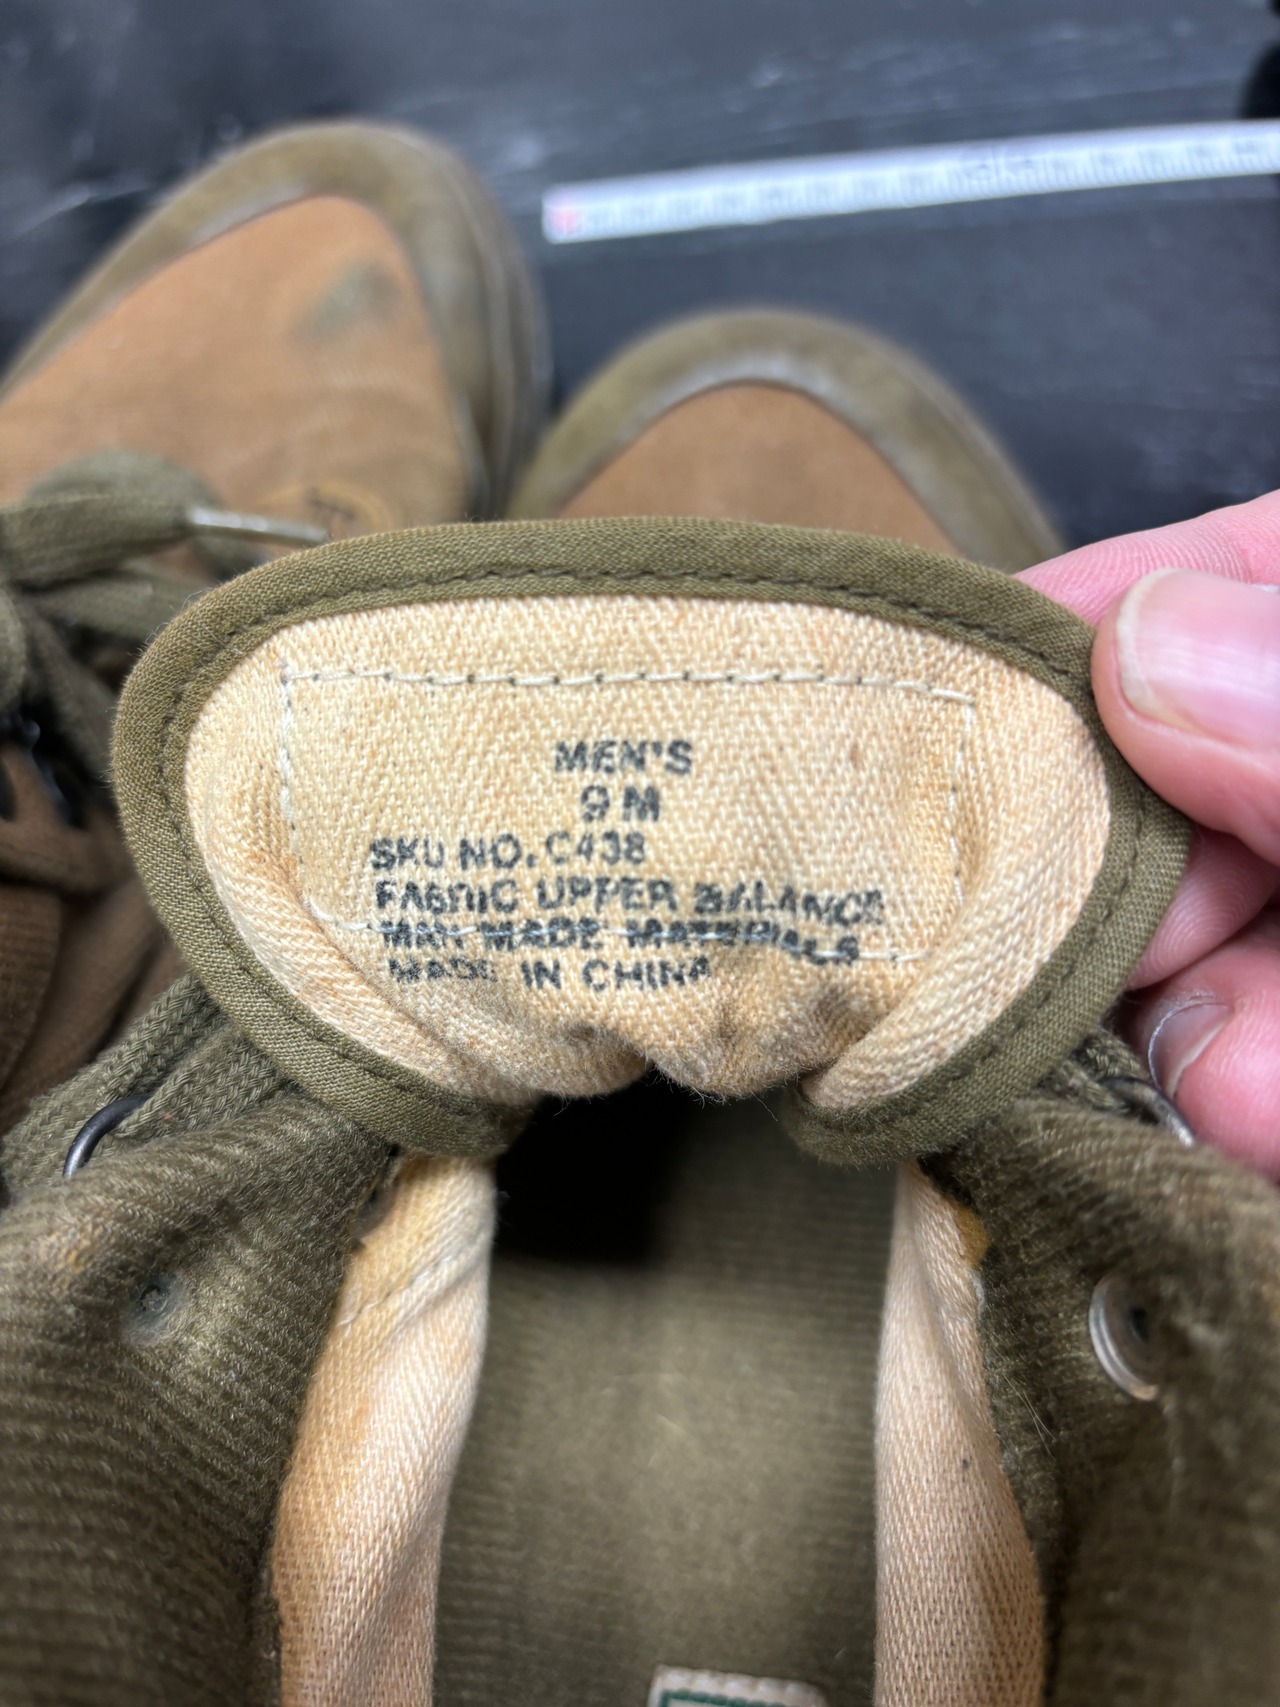 MEN'S
9 M
SKU NO. C438
FABRIC UPPER BALANCE
MAN MADE MATERIALS
MADE IN CHINA